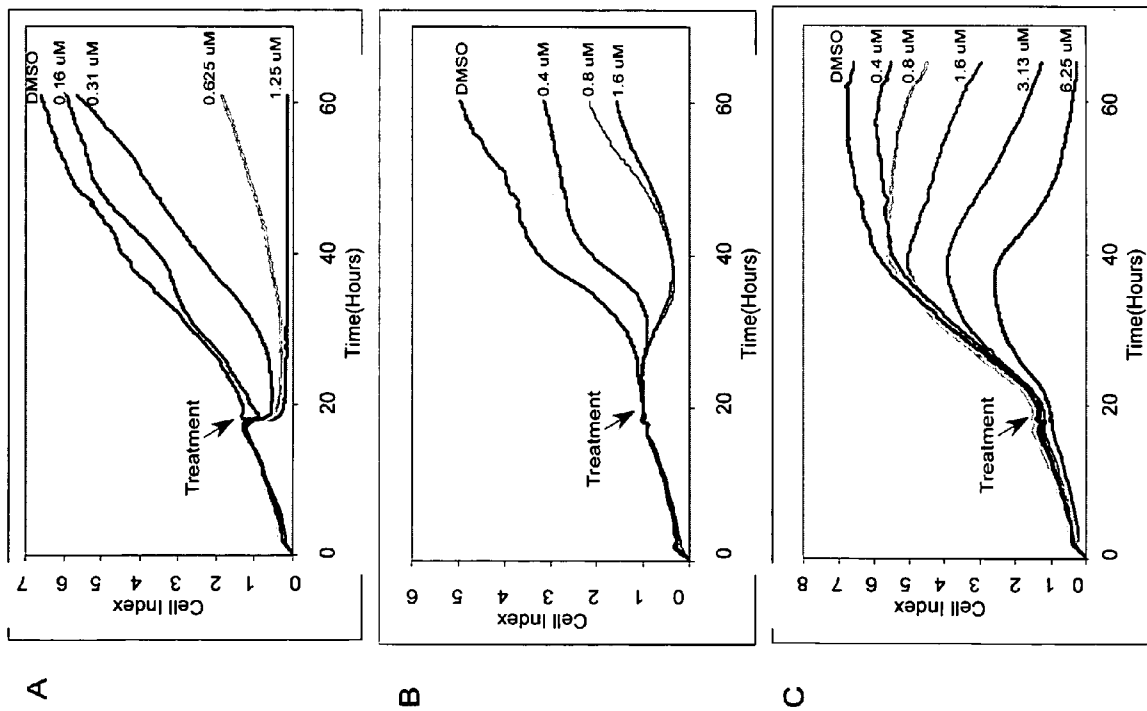 A
Cell Index
7
6
5
4
3
2
1
0
Treatment
DMSO
0.16 uM
0.31 uM
0.625 uM
1.25 uM
0
20
40
60
Time(Hours)
B
Cell Index
6
5
4
3
2
1
0
Treatment
DMSO
0.4 uM
0.8 uM
1.6 uM
0
20
40
60
Time(Hours)
C
Cell Index
8
7
6
5
4
3
2
1
0
Treatment
DMSO
0.4 uM
0.8 uM
1.6 uM
3.13 uM
6.25 uM
0
20
40
60
Time(Hours)